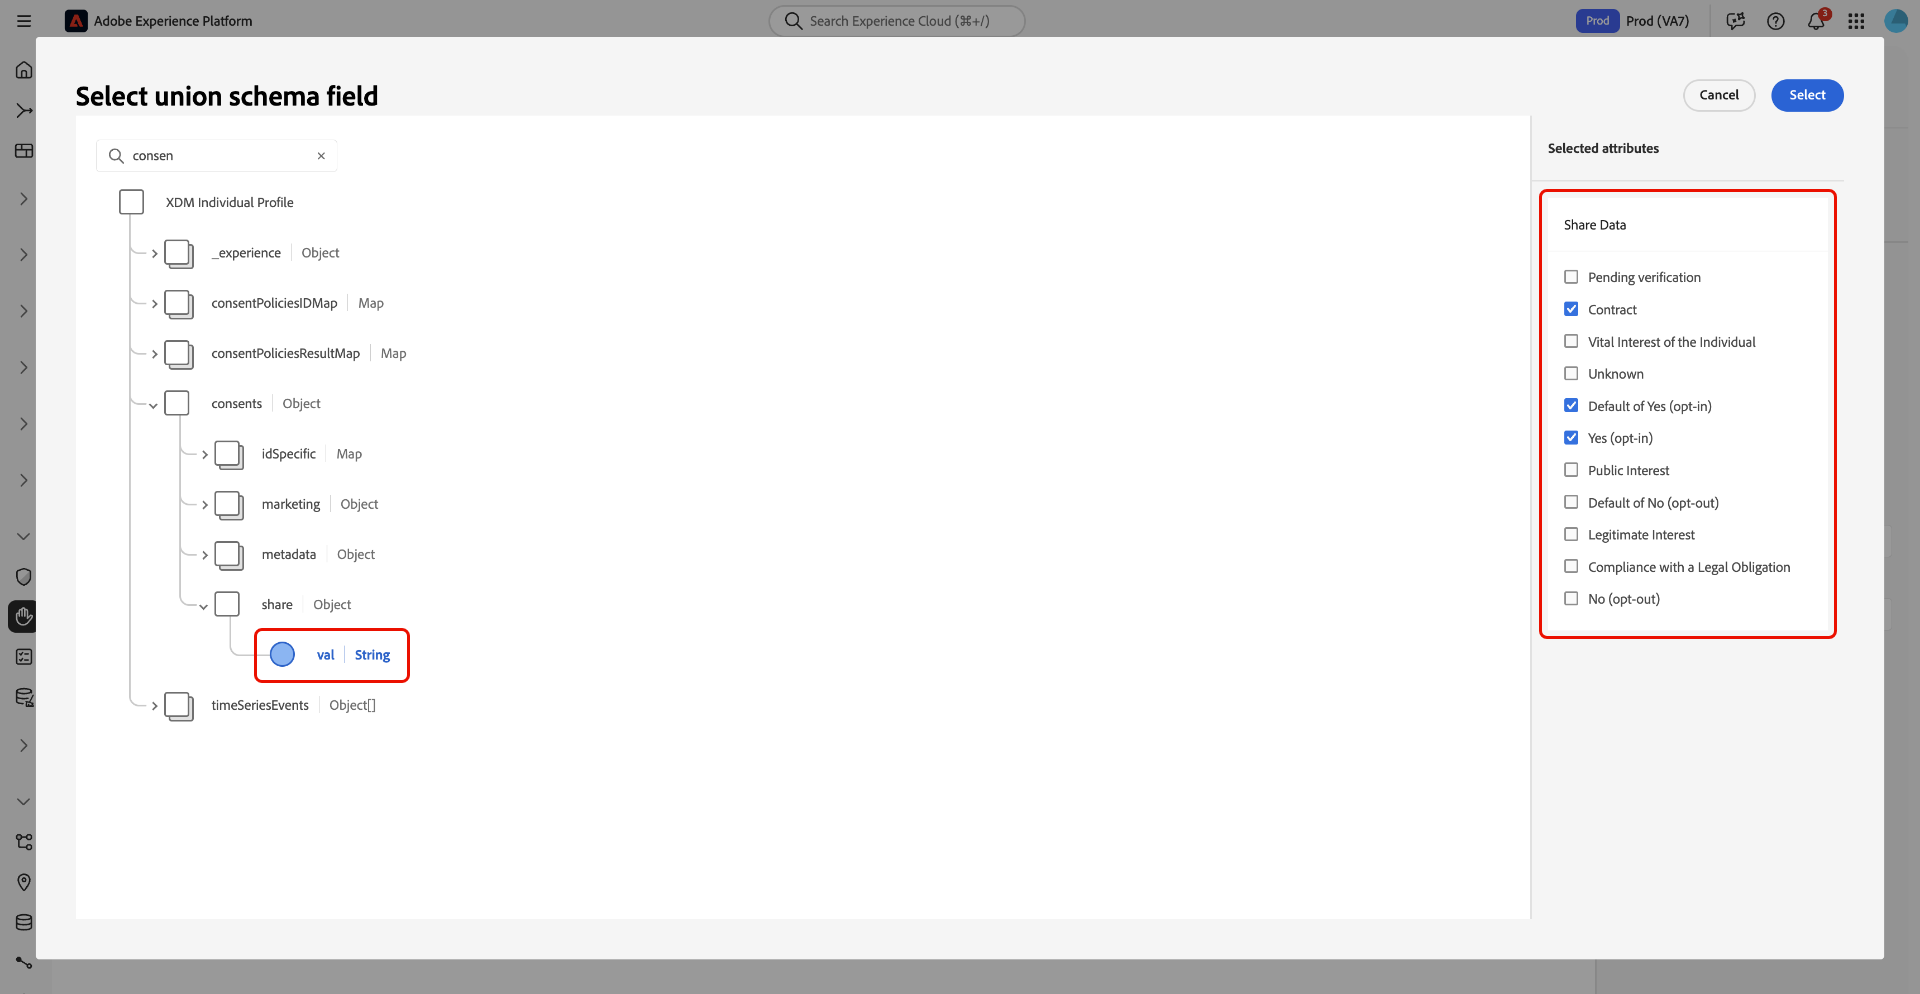 Adobe Experience Platform
Search Experience Cloud (⌘+/)
Prod
Prod (VA7)
3
Select union schema field
Cancel
Select
consen
Selected attributes
XDM Individual Profile
_experience Object
consentPoliciesIDMap Map
consentPoliciesResultMap Map
consents Object
idSpecific Map
marketing Object
metadata Object
share Object
val String
timeSeriesEvents Object[]
Share Data
Pending verification
Contract
Vital Interest of the Individual
Unknown
Default of Yes (opt-in)
Yes (opt-in)
Public Interest
Default of No (opt-out)
Legitimate Interest
Compliance with a Legal Obligation
No (opt-out)